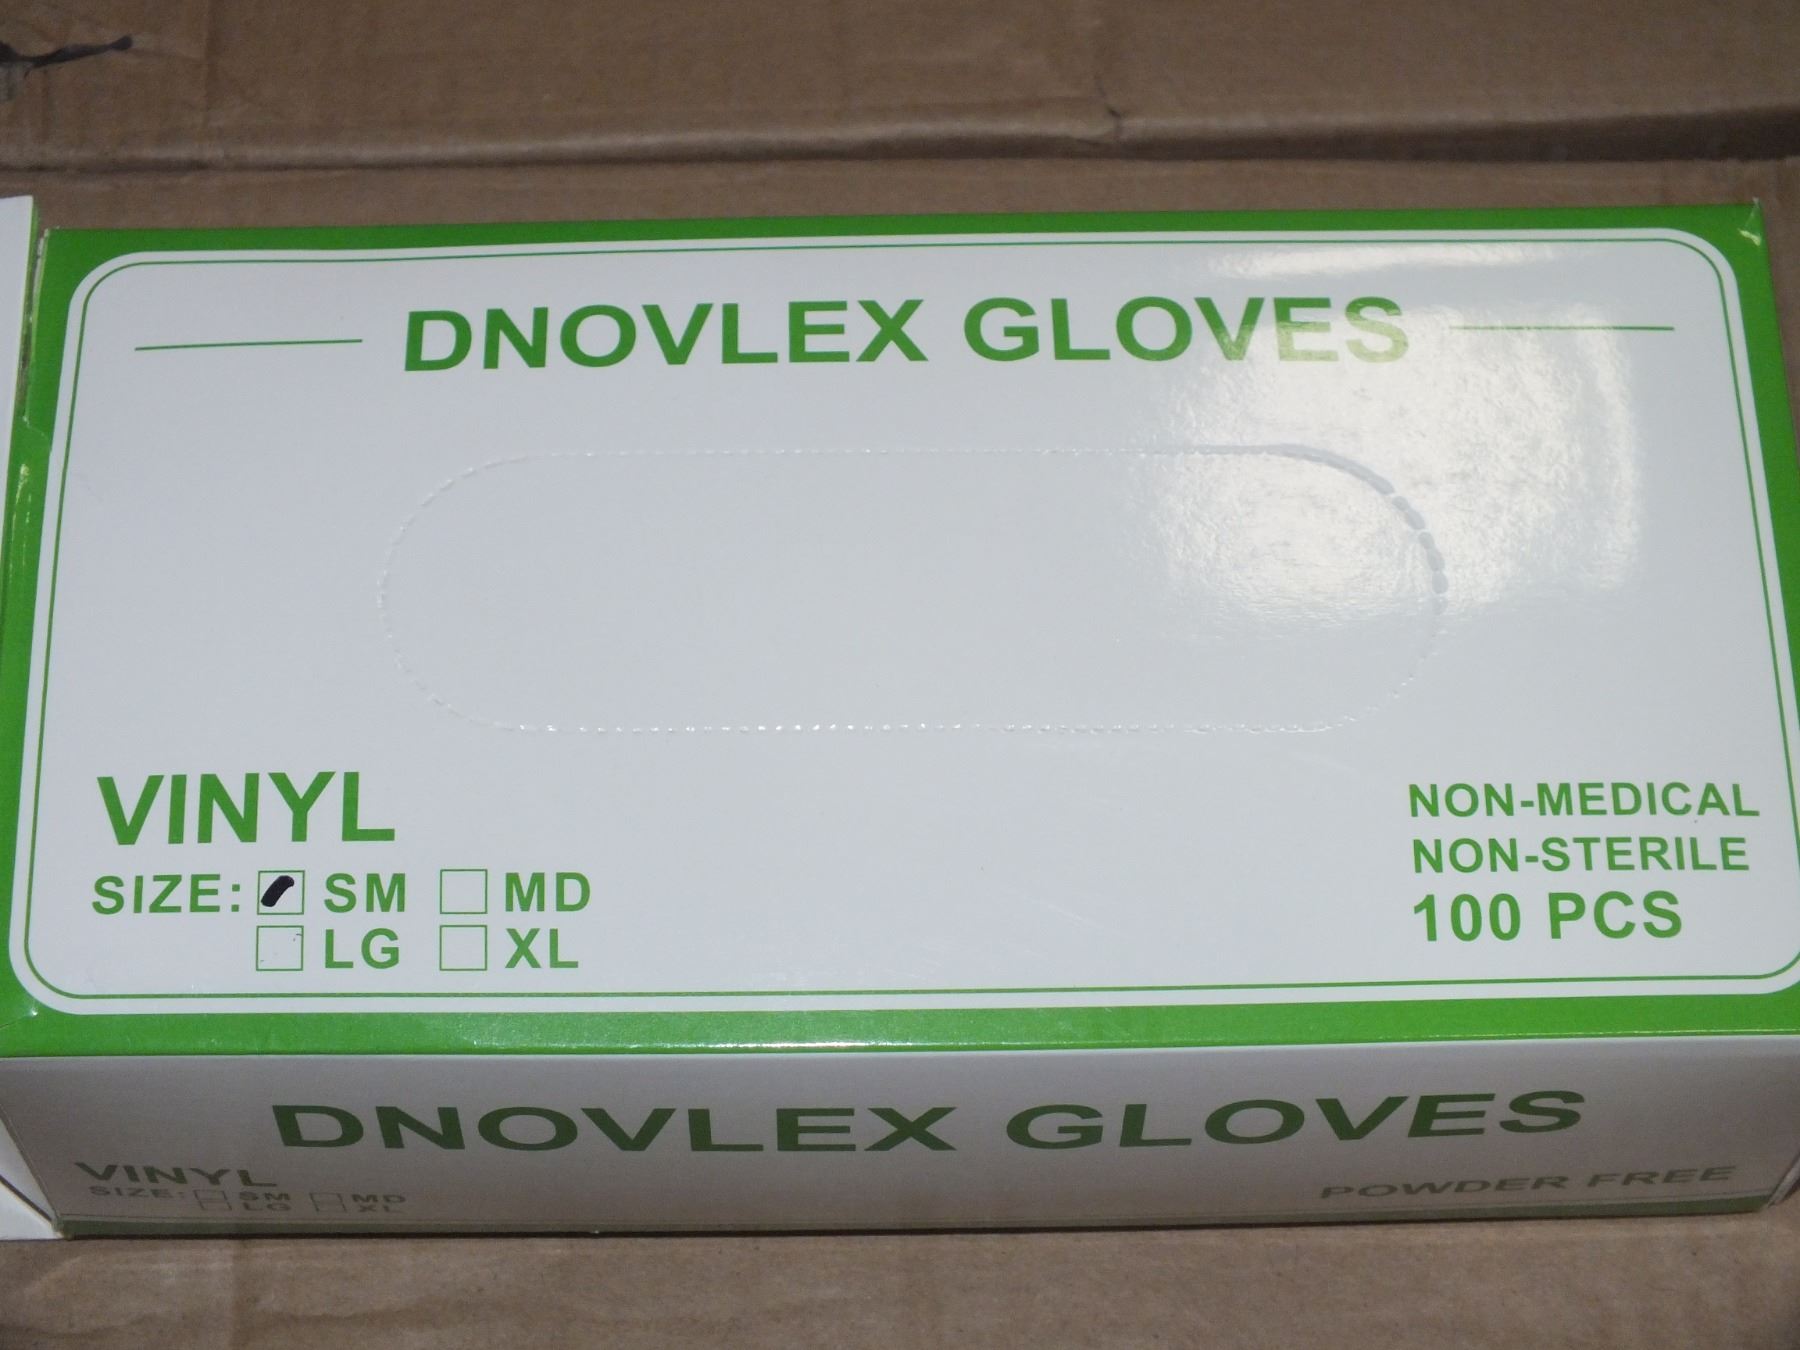 DNOVLEX GLOVES
VINYL
SIZE: SM MD
LG XL
NON-MEDICAL
NON-STERILE
100 PCS
DNOVLEX GLOVES
VINYL
SIZE: SM MD
LG XL
POWDER FREE